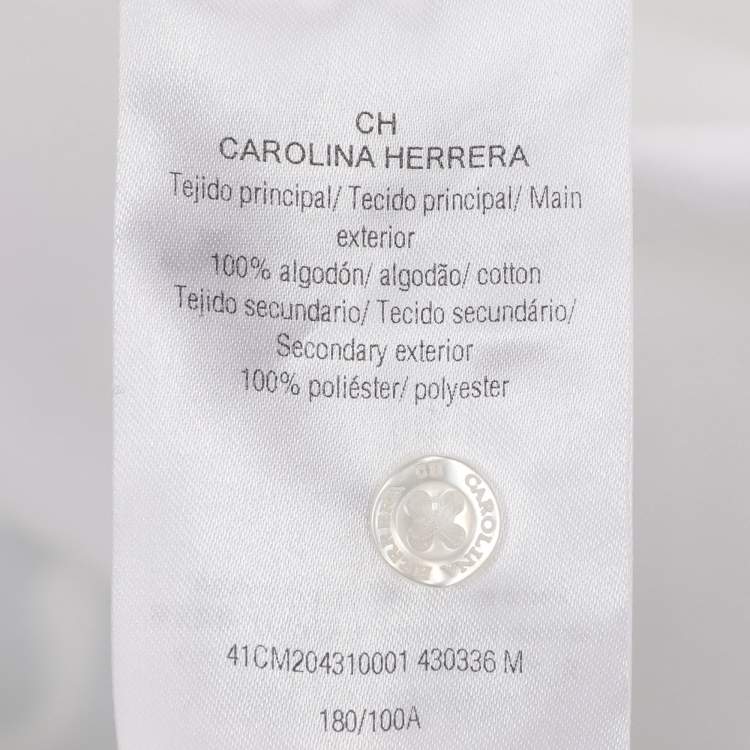 CH
CAROLINA HERRERA
Tejido principal/ Tecido principal/ Main
exterior
100% algodón/ algodão/ cotton
Tejido secundario/ Tecido secundário/
Secondary exterior
100% poliéster/ polyester
CH CAROLINA HERRERA
41CM204310001 430336 M
180/100A